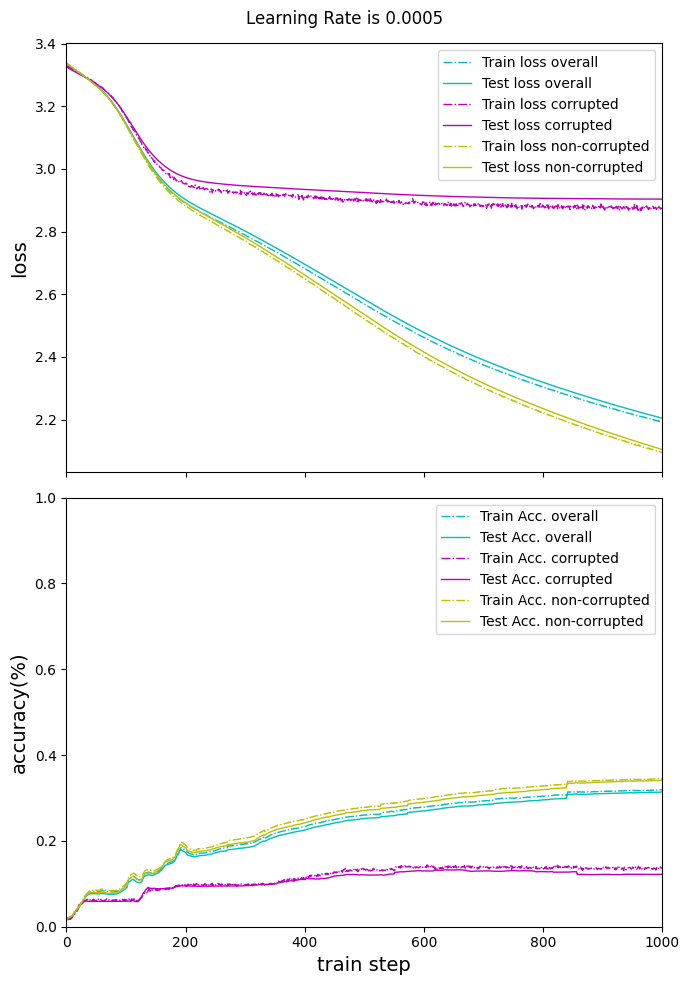 Learning Rate is 0.0005
3.4
3.2
3.0
2.8
2.6
2.4
2.2
loss
Train loss overall
Test loss overall
Train loss corrupted
Test loss corrupted
Train loss non-corrupted
Test loss non-corrupted
1.0
0.8
0.6
0.4
0.2
0.0
accuracy(%)
Train Acc. overall
Test Acc. overall
Train Acc. corrupted
Test Acc. corrupted
Train Acc. non-corrupted
Test Acc. non-corrupted
0 200 400 600 800 1000
train step